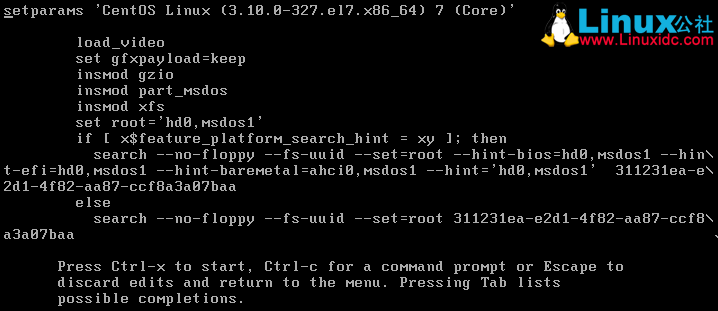 setparams 'CentOS Linux (3.10.0-327.el7.x86_64) 7 (Core)'
Linux公社
www.Linuxidc.com
load_video
set gfxpayload=keep
insmod gzio
insmod part_msdos
insmod xfs
set root='hd0,msdos1'
if [ x$feature_platform_search_hint = xy ]; then
search --no-floppy --fs-uuid --set=root --hint-bios=hd0,msdos1 --hin\
t-efi=hd0,msdos1 --hint-baremetal=ahci0,msdos1 --hint='hd0,msdos1'  311231ea-e\
2d1-4f82-aa87-ccf8a3a07baa
else
search --no-floppy --fs-uuid --set=root 311231ea-e2d1-4f82-aa87-ccf8\
a3a07baa
Press Ctrl-x to start, Ctrl-c for a command prompt or Escape to
discard edits and return to the menu. Pressing Tab lists
possible completions.